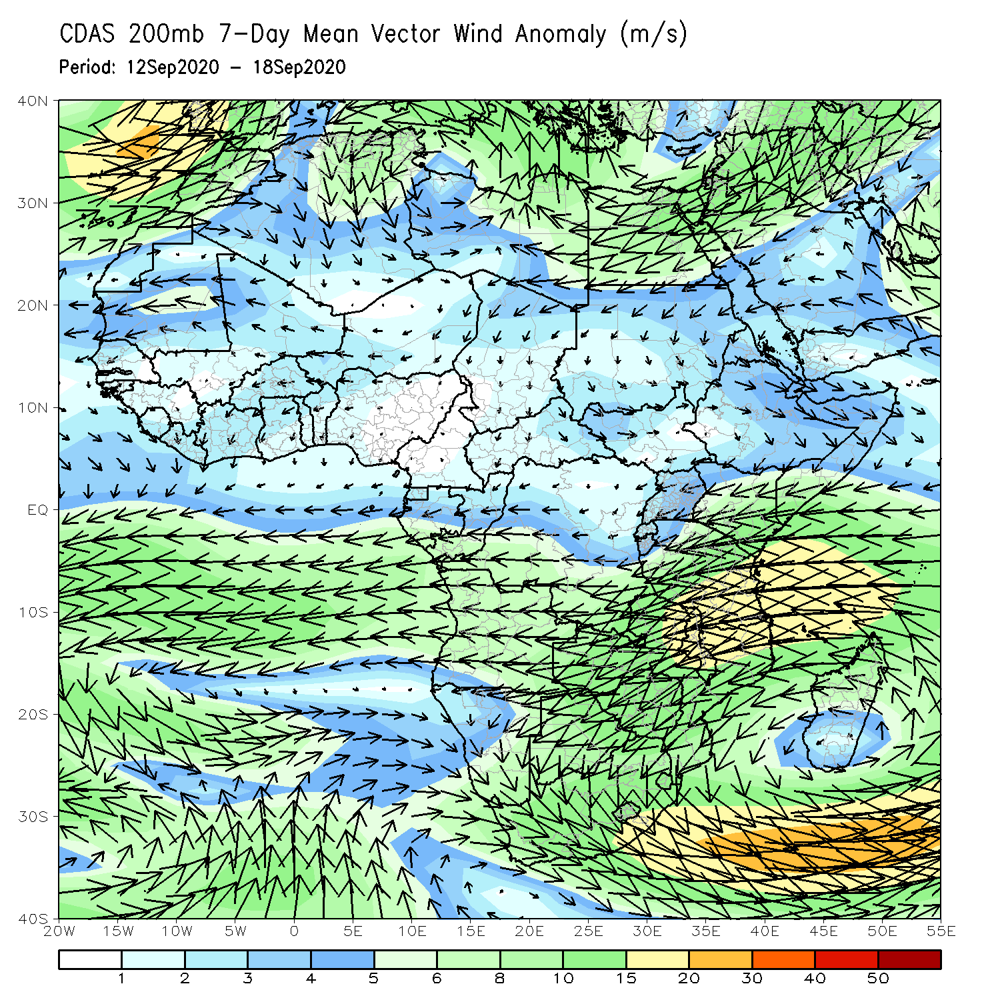 CDAS 200mb 7-Day Mean Vector Wind Anomaly (m/s)
Period: 12Sep2020 - 18Sep2020
40N
30N
20N
10N
EQ
10S
20S
30S
40S
20W 15W 10W 5W 0 5E 10E 15E 20E 25E 30E 35E 40E 45E 50E 55E
1 2 3 4 5 6 8 10 15 20 30 40 50